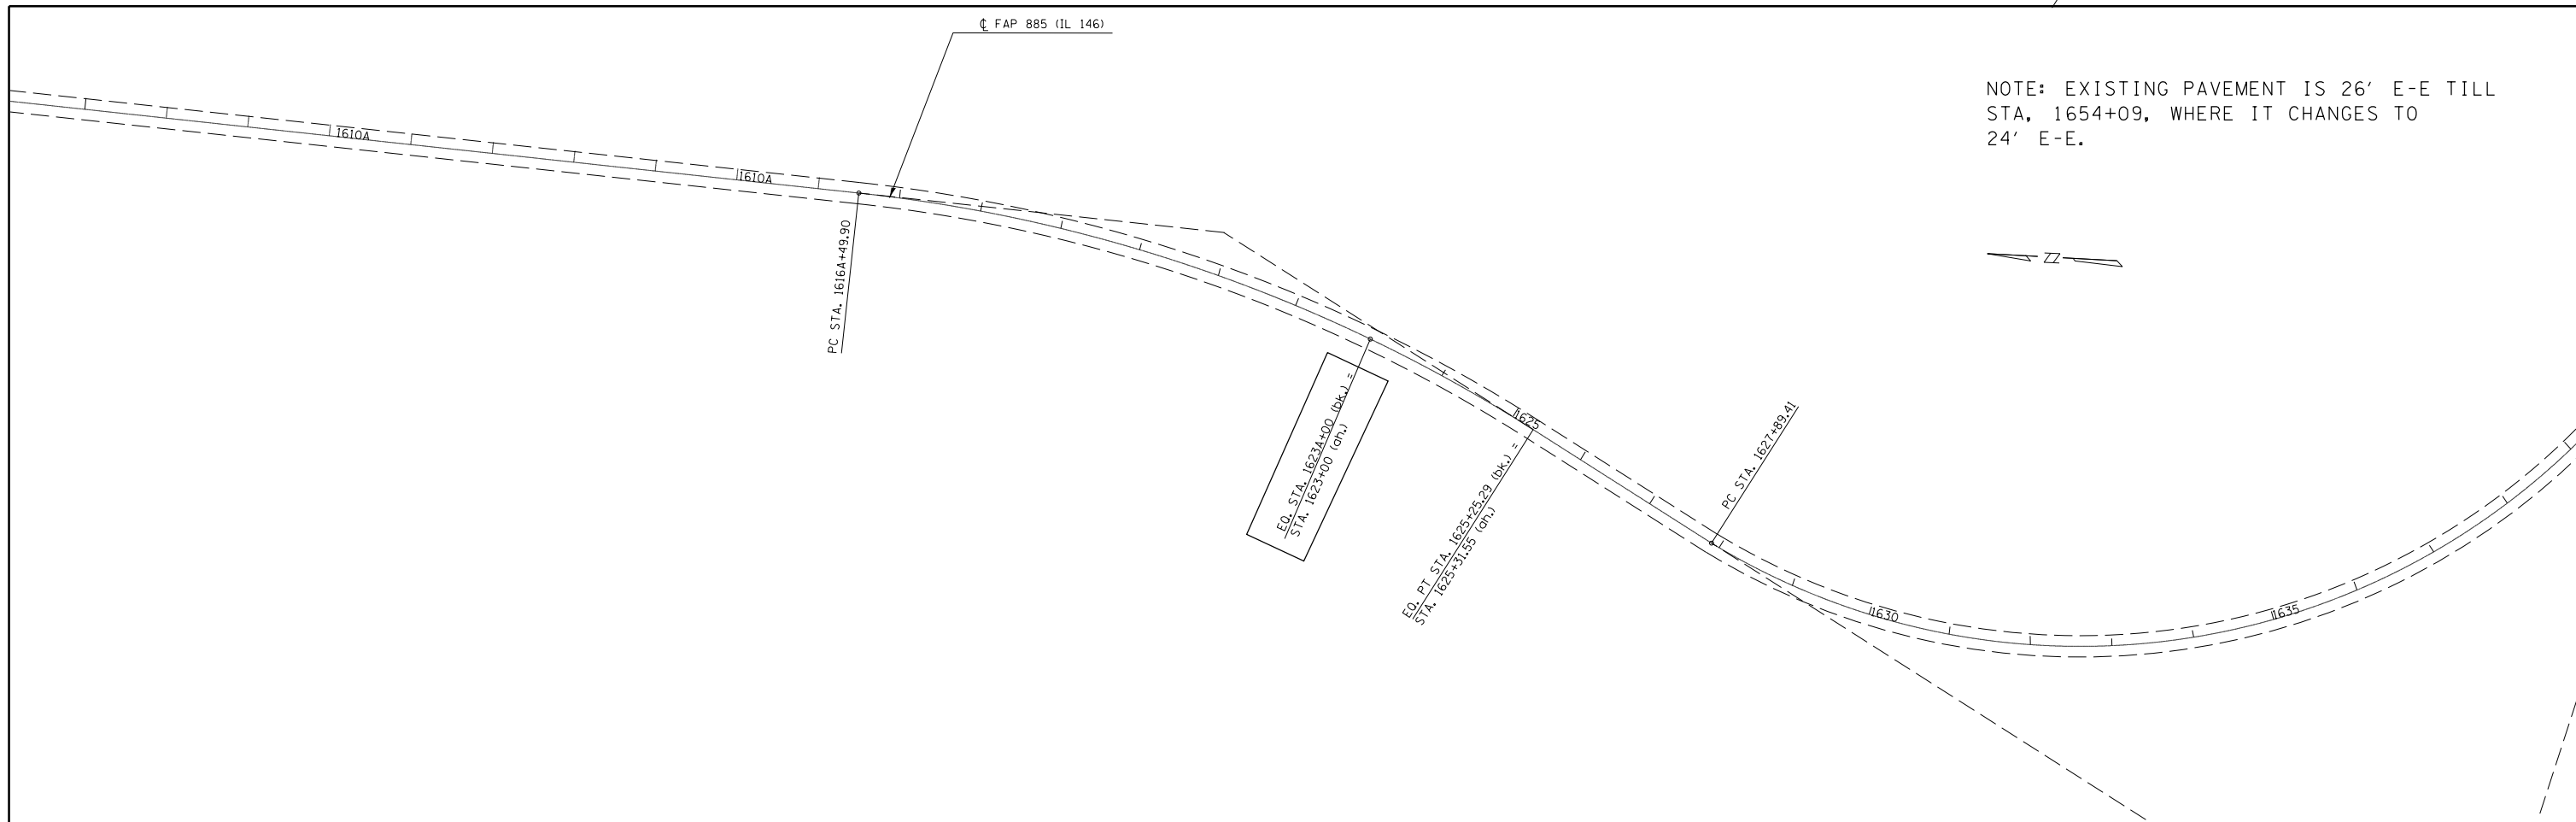 ℄ FAP 885 (IL 146)
NOTE: EXISTING PAVEMENT IS 26' E-E TILL
STA. 1654+09, WHERE IT CHANGES TO
24' E-E.
1610A
1610A
PC STA. 1616A+49.90
EQ. STA. 1623A+00 (bk.) =
STA. 1623+00 (ah.)
1625
EQ. PT STA. 1625+25.29 (bk.) =
STA. 1625+31.55 (ah.)
PC STA. 1627+89.41
1630
1635